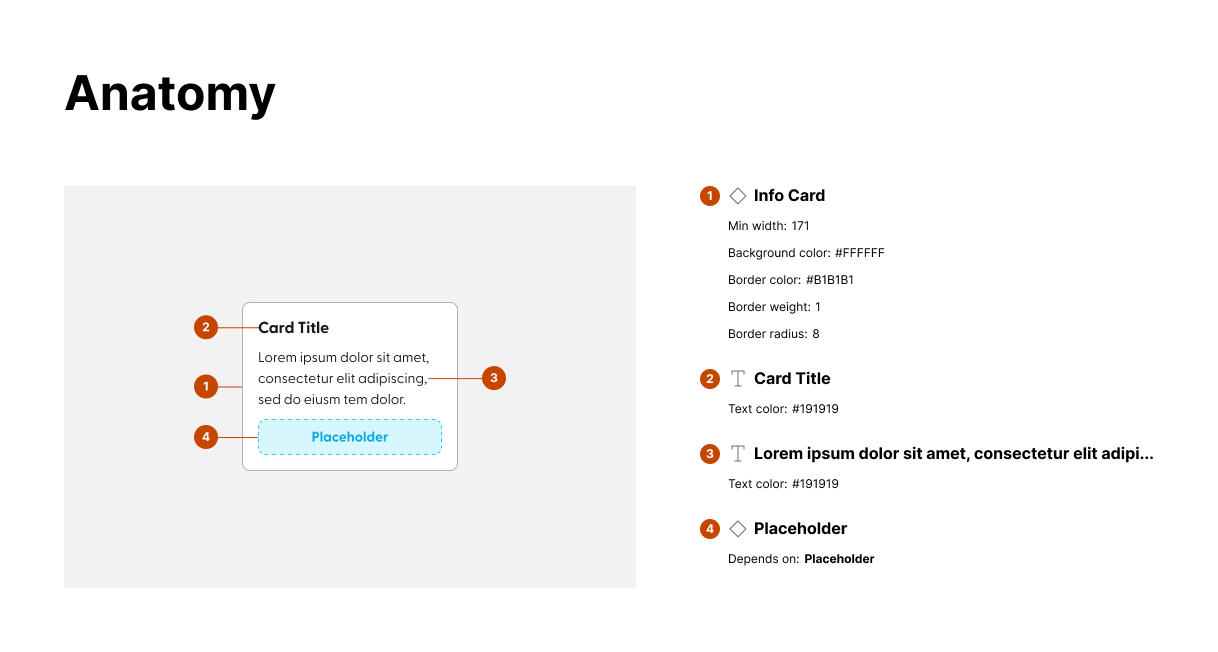 Anatomy
2
Card Title
Lorem ipsum dolor sit amet,
consectetur elit adipiscing,
3
1
sed do eiusm tem dolor.
4
Placeholder
1 Info Card
Min width: 171
Background color: #FFFFFF
Border color: #B1B1B1
Border weight: 1
Border radius: 8
2 Card Title
Text color: #191919
3 Lorem ipsum dolor sit amet, consectetur elit adipi...
Text color: #191919
4 Placeholder
Depends on: Placeholder